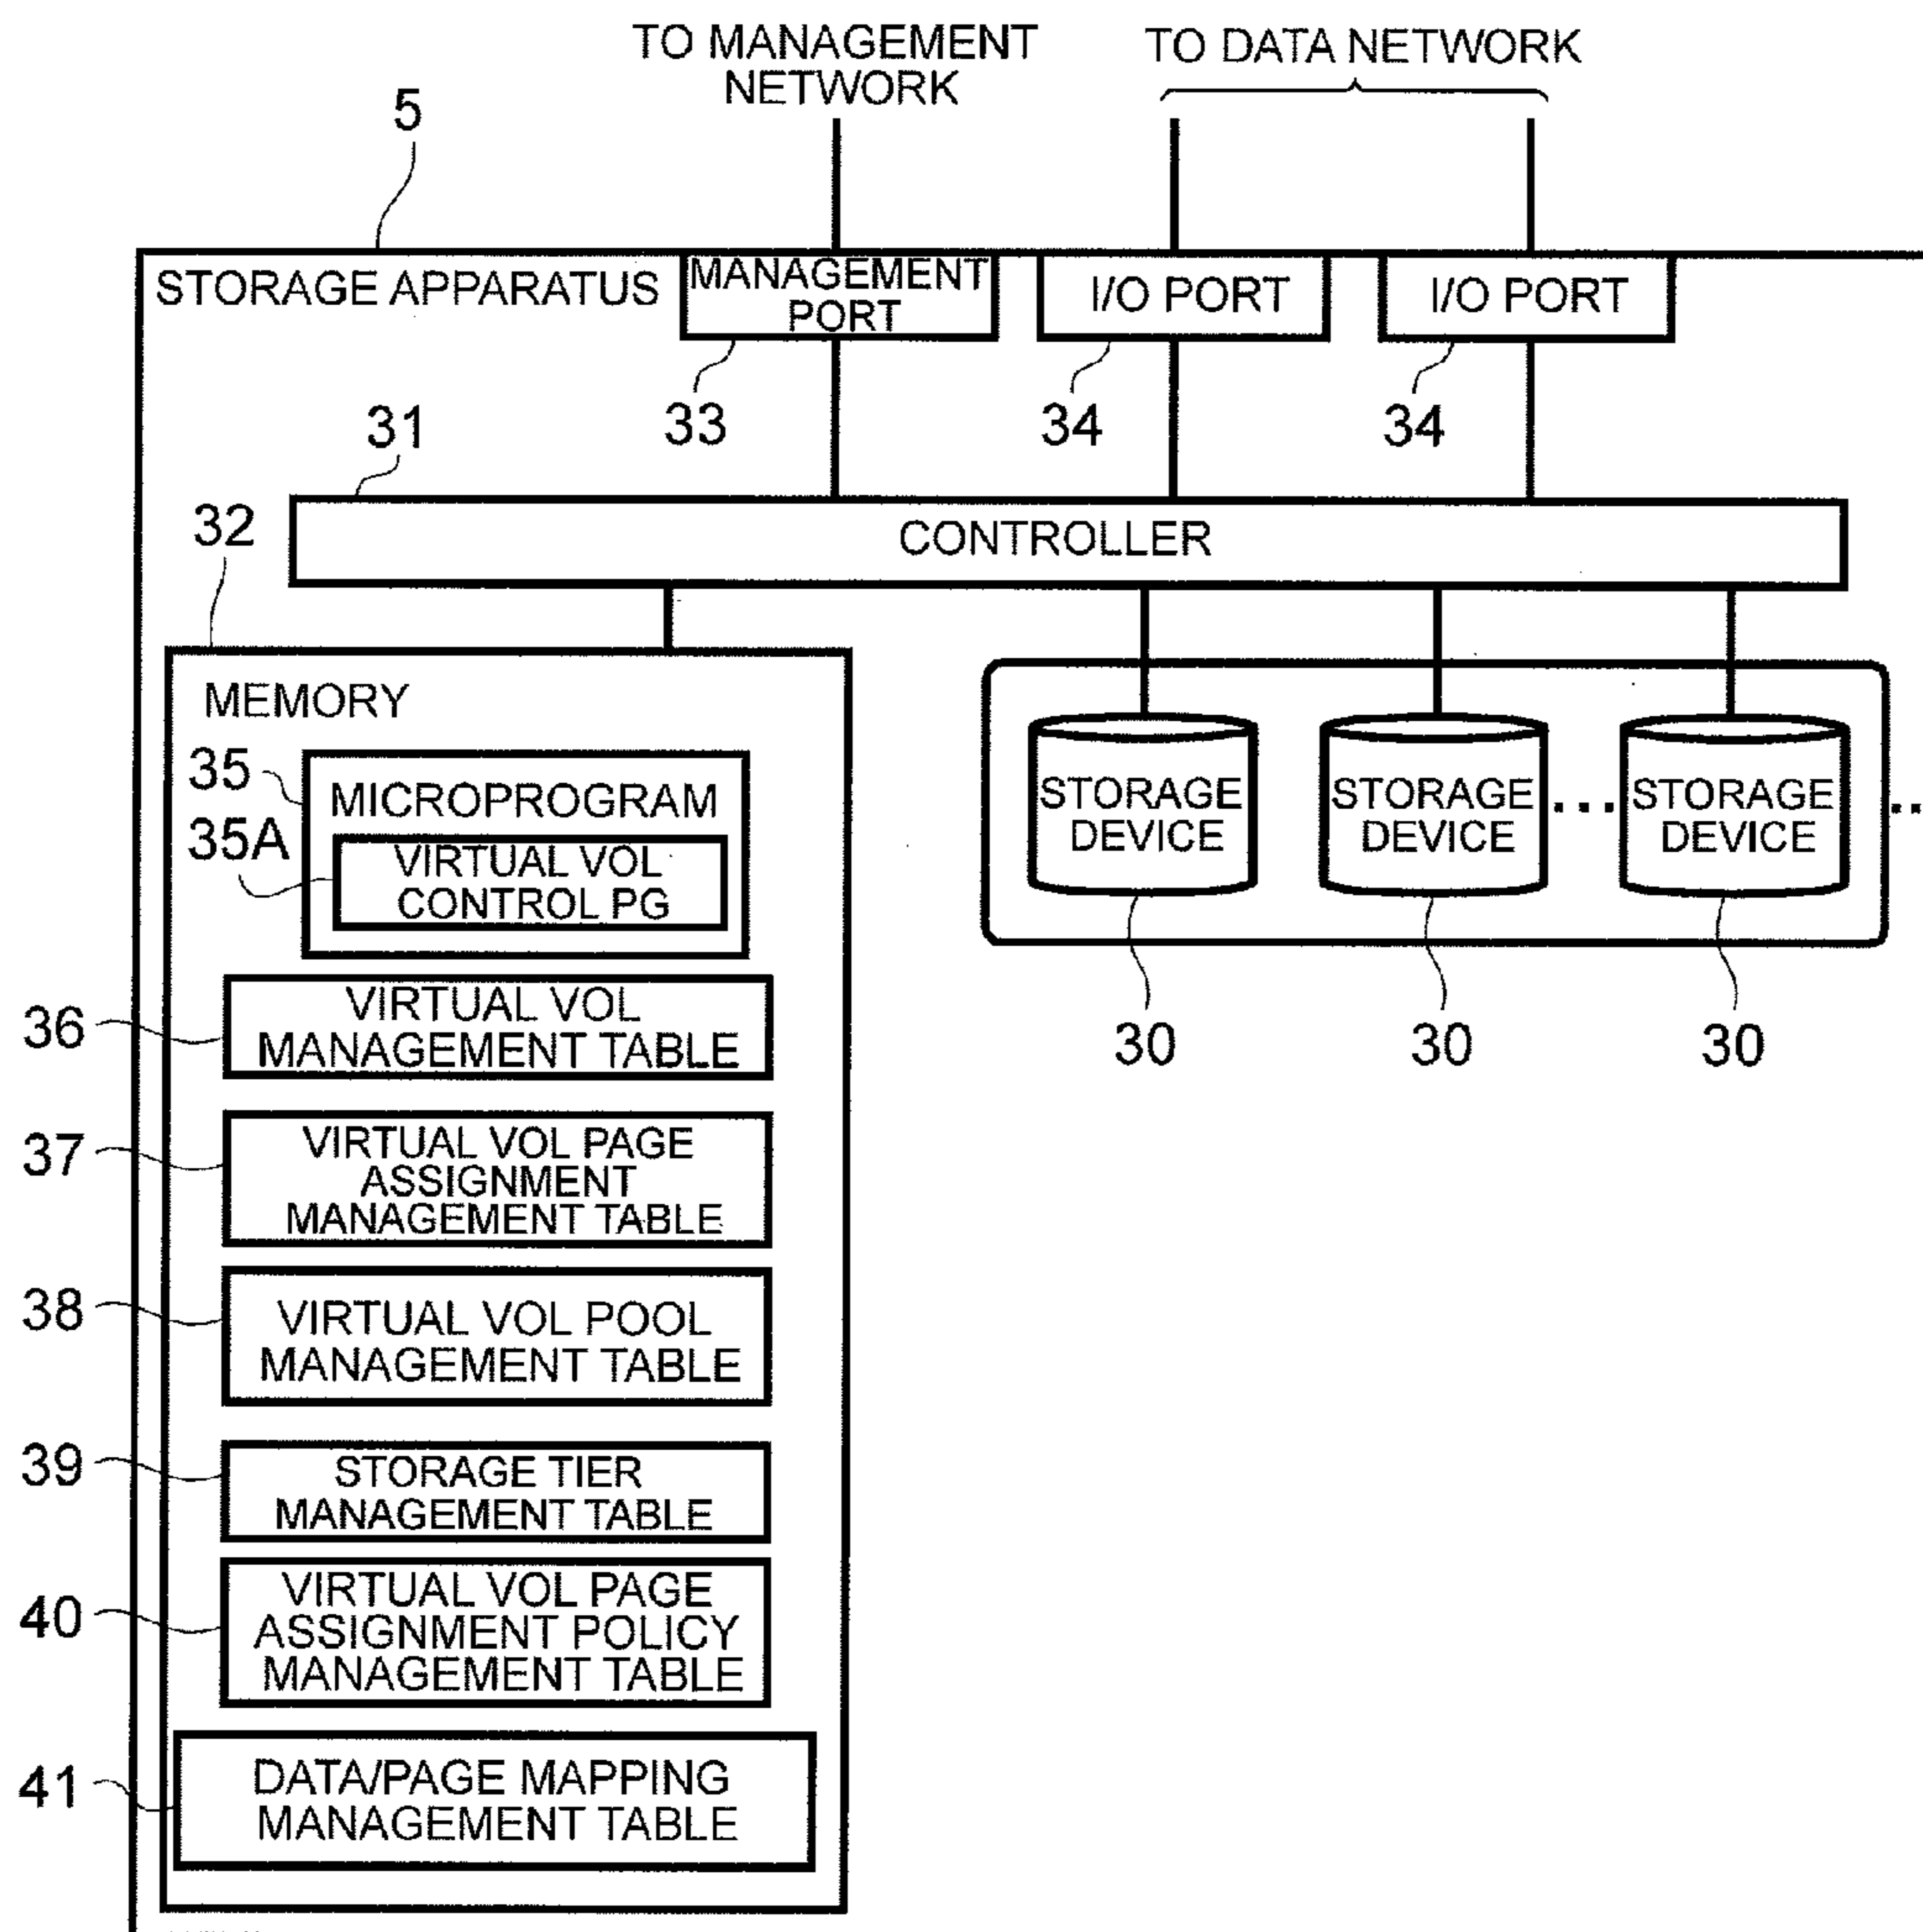 TO MANAGEMENT
NETWORK
TO DATA NETWORK
5
STORAGE APPARATUS
MANAGEMENT
PORT
I/O PORT
I/O PORT
33
34
34
31
CONTROLLER
32
MEMORY
35
MICROPROGRAM
35A
VIRTUAL VOL
CONTROL PG
STORAGE
DEVICE
STORAGE
DEVICE
...
STORAGE
DEVICE
..
30
30
30
36
VIRTUAL VOL
MANAGEMENT TABLE
37
VIRTUAL VOL PAGE
ASSIGNMENT
MANAGEMENT TABLE
38
VIRTUAL VOL POOL
MANAGEMENT TABLE
39
STORAGE TIER
MANAGEMENT TABLE
40
VIRTUAL VOL PAGE
ASSIGNMENT POLICY
MANAGEMENT TABLE
41
DATA/PAGE MAPPING
MANAGEMENT TABLE